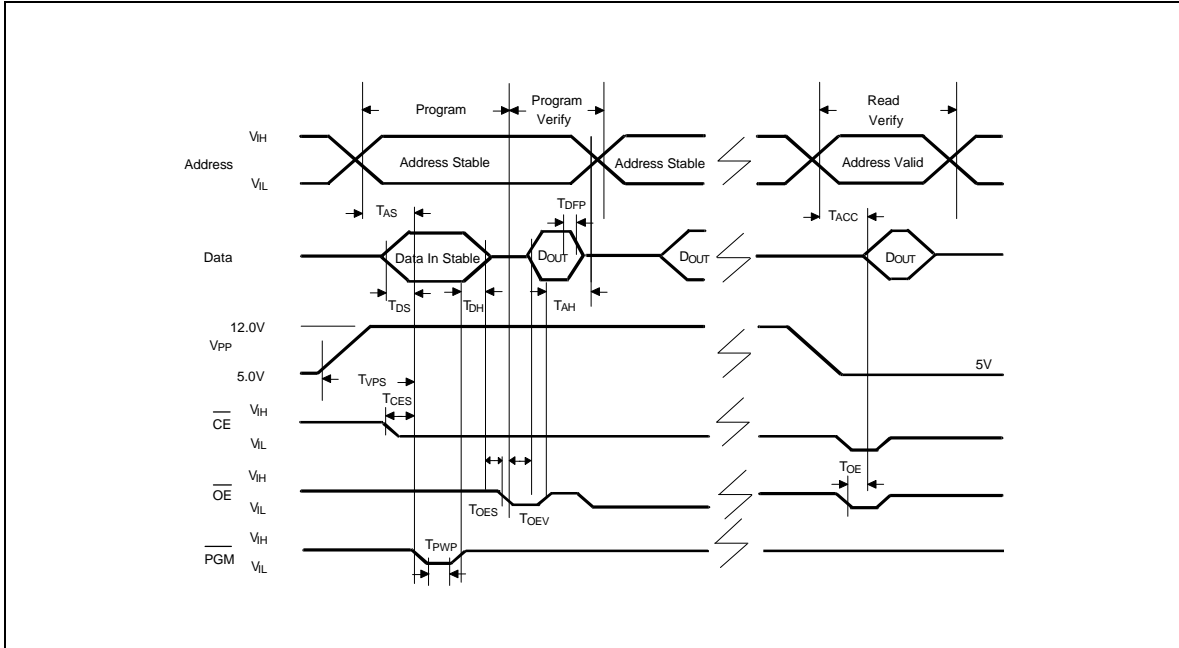 Program
Program
Verify
Read
Verify
VIH
Address
VIL
Address Stable
Address Stable
Address Valid
TAS
TDFP
TACC
Data
Data In Stable
DOUT
DOUT
DOUT
TDS
TDH
TAH
12.0V
VPP
5.0V
5V
TVPS
TCES
VIH
CE
VIL
VIH
OE
VIL
TOES
TOEV
TOE
VIH
PGM
VIL
TPWP